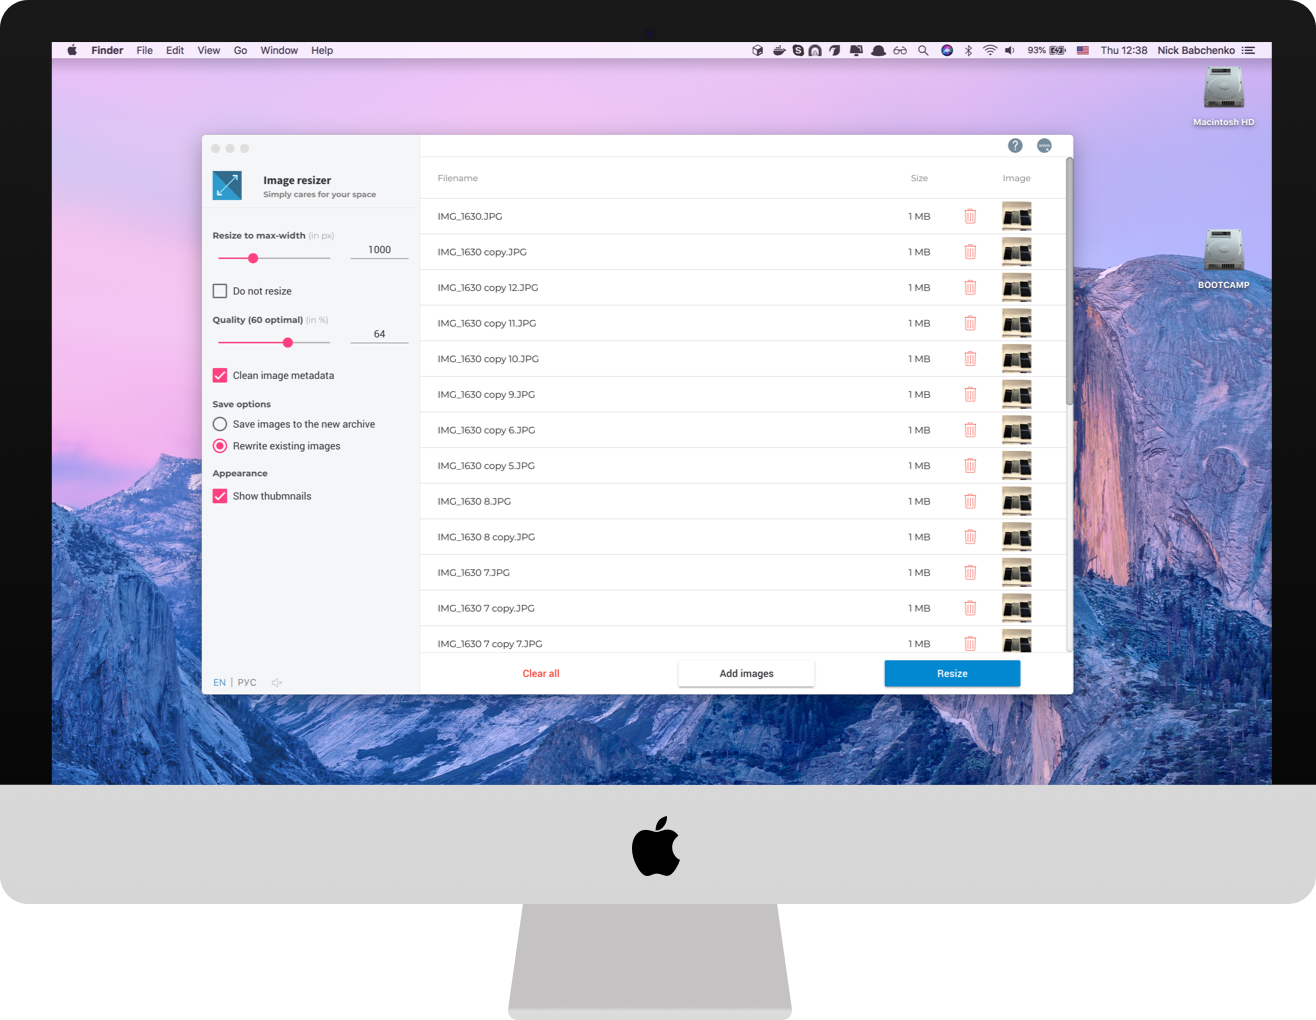 Finder File Edit View Go Window Help 93% Thu 12:38 Nick Babchenko
Macintosh HD
BOOTCAMP
Image resizer
Simply cares for your space
Resize to max-width (in px)
1000
Do not resize
Quality (60 optimal) (in %)
64
Clean image metadata
Save options
Save images to the new archive
Rewrite existing images
Appearance
Show thubmnails
EN | РУС
?
Filename Size Image
IMG_1630.JPG 1 MB
IMG_1630 copy.JPG 1 MB
IMG_1630 copy 12.JPG 1 MB
IMG_1630 copy 11.JPG 1 MB
IMG_1630 copy 10.JPG 1 MB
IMG_1630 copy 9.JPG 1 MB
IMG_1630 copy 6.JPG 1 MB
IMG_1630 copy 5.JPG 1 MB
IMG_1630 8.JPG 1 MB
IMG_1630 8 copy.JPG 1 MB
IMG_1630 7.JPG 1 MB
IMG_1630 7 copy.JPG 1 MB
IMG_1630 7 copy 7.JPG 1 MB
Clear all Add images Resize